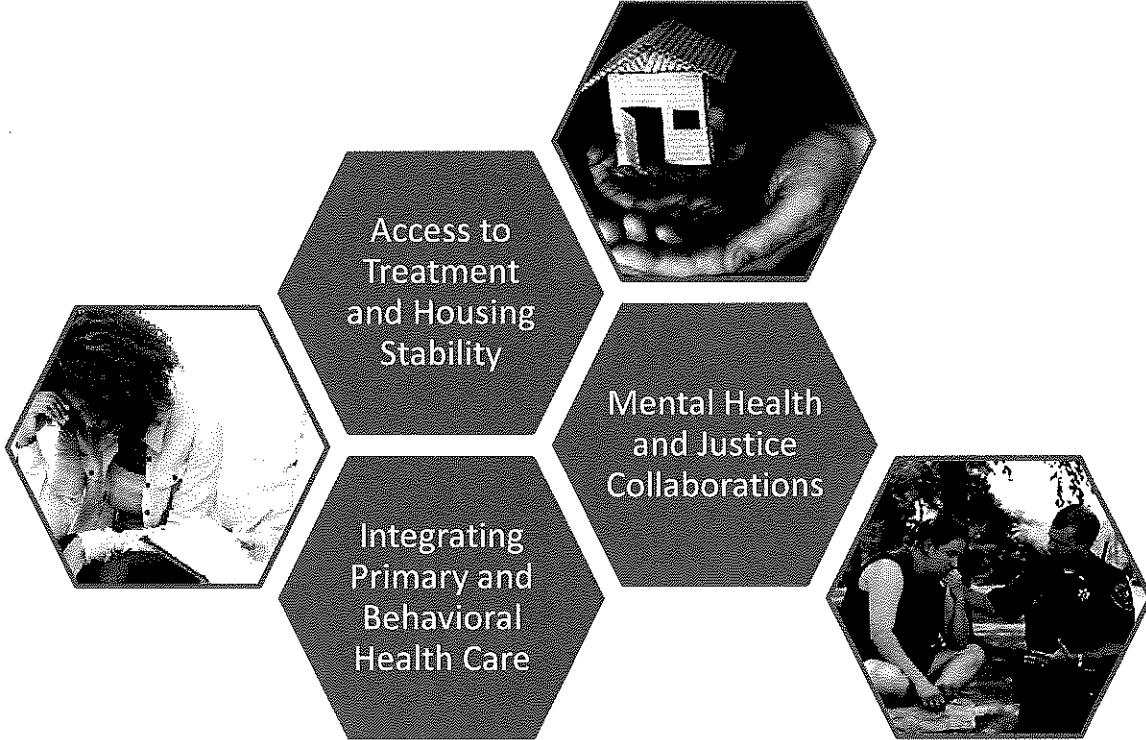 Access to
Treatment
and Housing
Stability
Mental Health
and Justice
Collaborations
Integrating
Primary and
Behavioral
Health Care